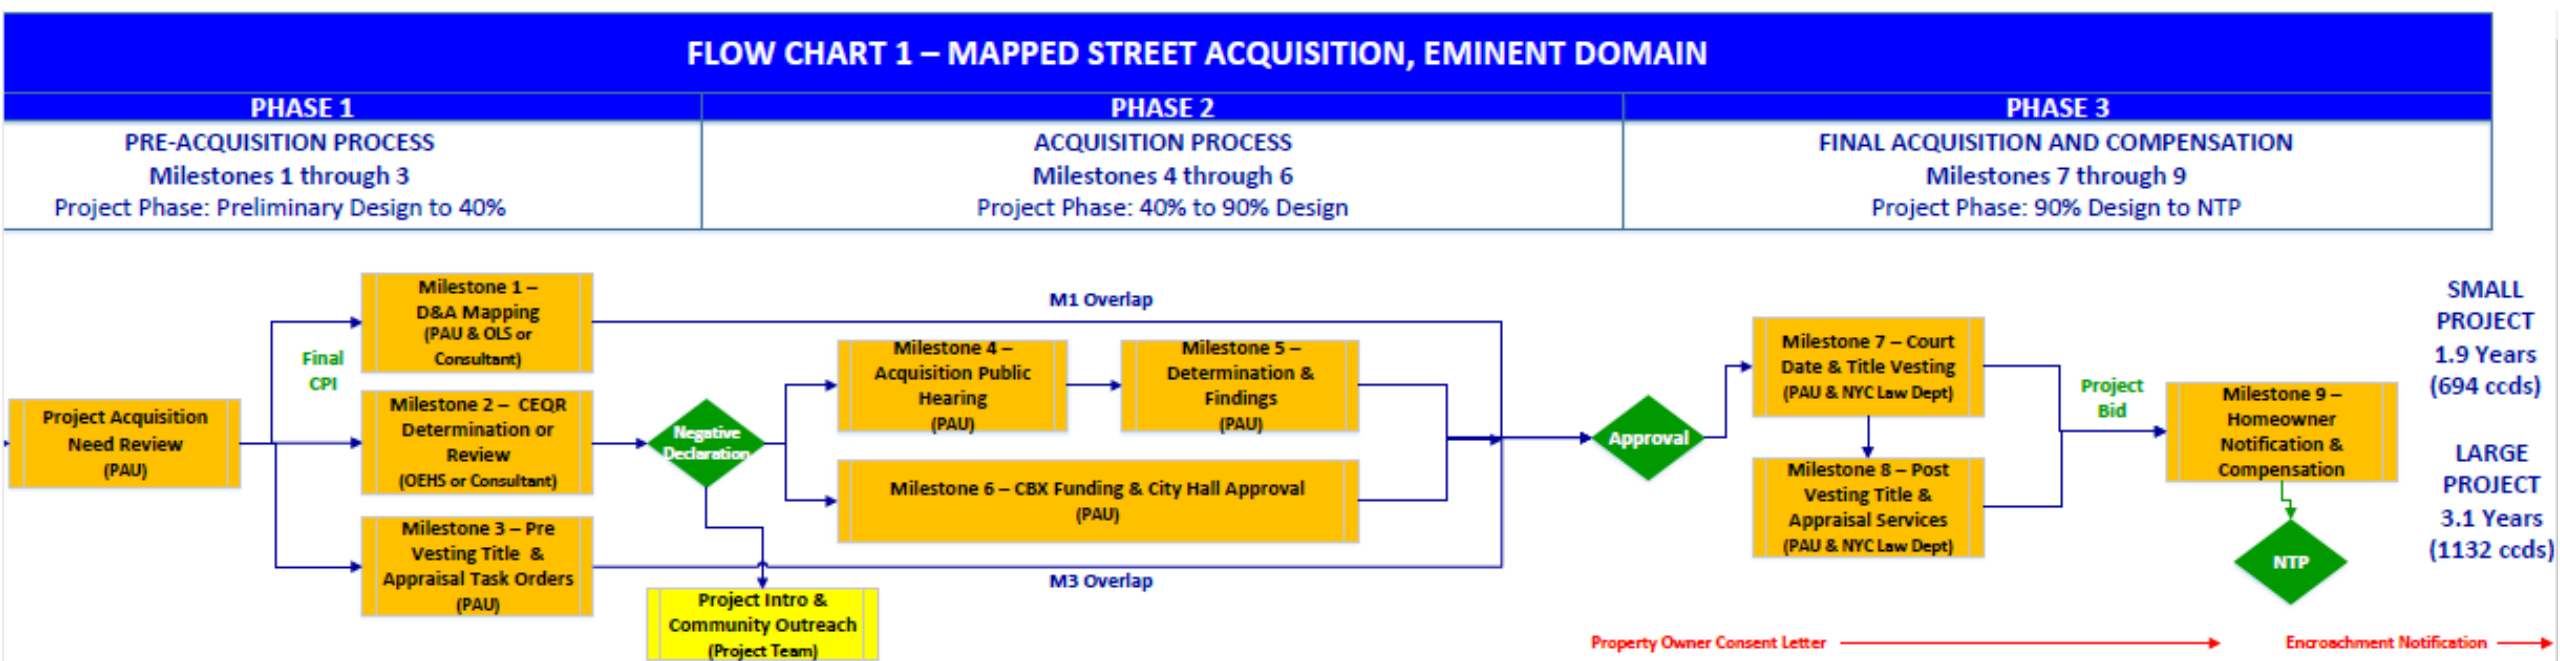 FLOW CHART 1 – MAPPED STREET ACQUISITION, EMINENT DOMAIN
PHASE 1
PHASE 2
PHASE 3
PRE-ACQUISITION PROCESS
Milestones 1 through 3
Project Phase: Preliminary Design to 40%
ACQUISITION PROCESS
Milestones 4 through 6
Project Phase: 40% to 90% Design
FINAL ACQUISITION AND COMPENSATION
Milestones 7 through 9
Project Phase: 90% Design to NTP
Project Acquisition
Need Review
(PAU)
Final
CPI
Milestone 1 –
D&A Mapping
(PAU & OLS or
Consultant)
Milestone 2 – CEQR
Determination or
Review
(OEHS or Consultant)
Milestone 3 – Pre
Vesting Title &
Appraisal Task Orders
(PAU)
Negative
Declaration
Project Intro &
Community Outreach
(Project Team)
M1 Overlap
Milestone 4 –
Acquisition Public
Hearing
(PAU)
Milestone 5 –
Determination &
Findings
(PAU)
Milestone 6 – CBX Funding & City Hall Approval
(PAU)
M3 Overlap
Approval
Milestone 7 – Court
Date & Title Vesting
(PAU & NYC Law Dept)
Milestone 8 – Post
Vesting Title &
Appraisal Services
(PAU & NYC Law Dept)
Project
Bid
Milestone 9 –
Homeowner
Notification &
Compensation
NTP
SMALL
PROJECT
1.9 Years
(694 ccds)
LARGE
PROJECT
3.1 Years
(1132 ccds)
Property Owner Consent Letter
Encroachment Notification